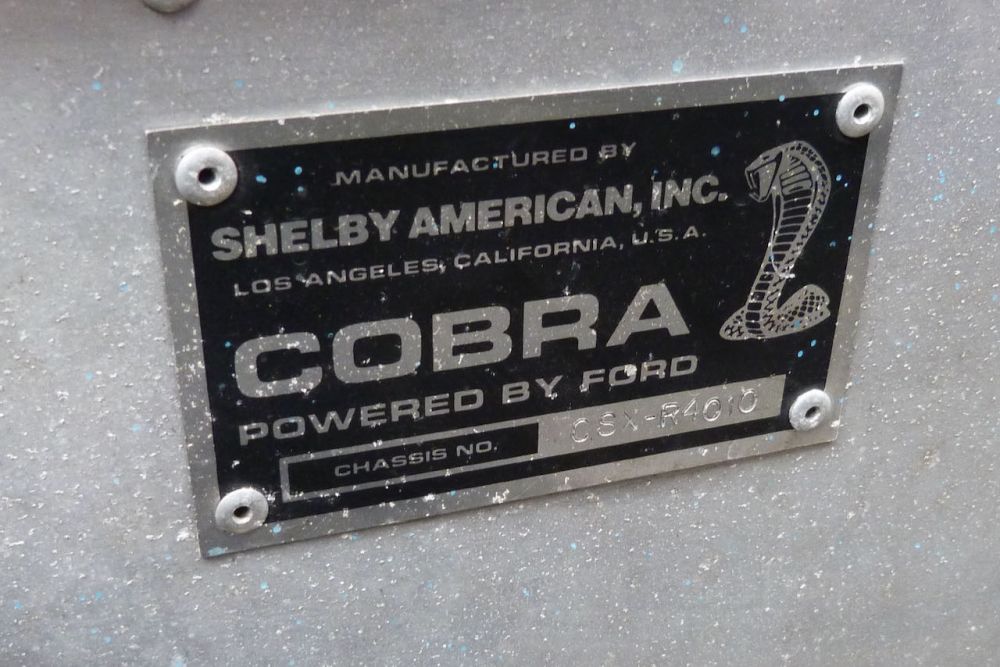 MANUFACTURED BY
SHELBY AMERICAN, INC.
LOS ANGELES, CALIFORNIA, U.S.A.
COBRA
POWERED BY FORD
CHASSIS NO. CSX-R4010